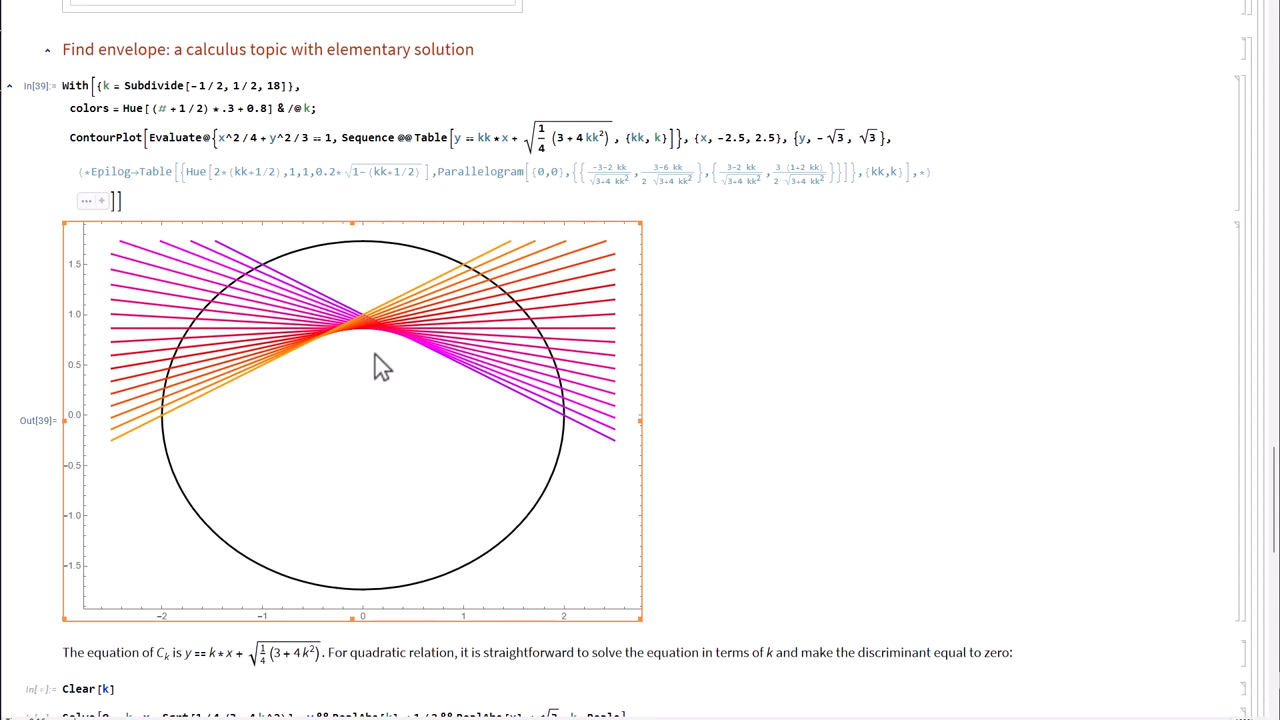 Find envelope: a calculus topic with elementary solution
In[39]:= With[{k = Subdivide[-1/2, 1/2, 18]},
colors = Hue[(# + 1/2) * .3 + 0.8] & /@ k;
ContourPlot[Evaluate@{x^2/4 + y^2/3 == 1, Sequence @@ Table[y == kk * x + √(1/4 (3 + 4 kk²)), {kk, k}]}, {x, -2.5, 2.5}, {y, -√3, √3},
(*Epilog→Table[{Hue[2*(kk+1/2),1,1,0.2*√(1-(kk+1/2))],Parallelogram[{0,0},{{(-3-2 kk)/√(3+4 kk²), (3-6 kk)/(2 √(3+4 kk²))},{(3-2 kk)/√(3+4 kk²), (3 (1+2 kk))/(2 √(3+4 kk²))}}]},{kk,k}],*)
... + ]]
Out[39]=
1.5
1.0
0.5
0.0
-0.5
-1.0
-1.5
-2 -1 0 1 2
The equation of Cₖ is y == k * x + √(1/4 (3 + 4 k²)). For quadratic relation, it is straightforward to solve the equation in terms of k and make the discriminant equal to zero:
In[ ]:= Clear[k]